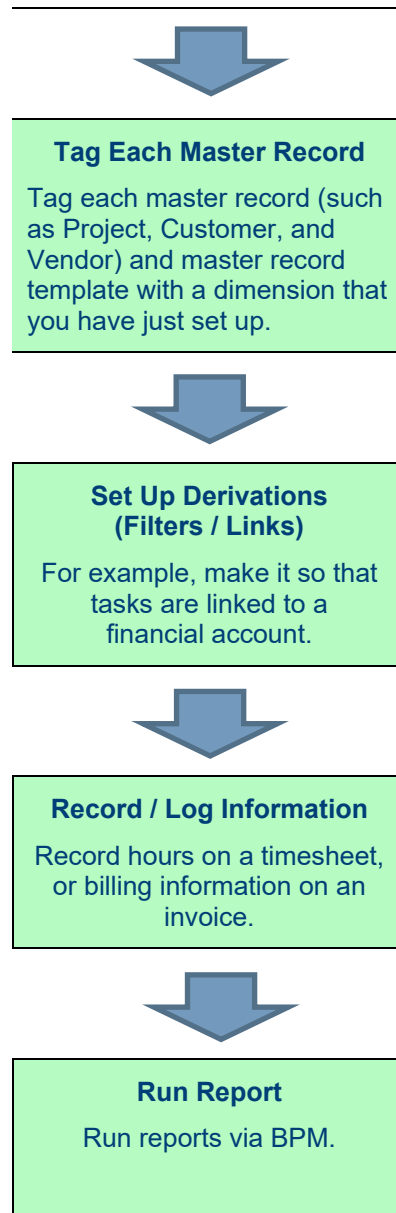 Tag Each Master Record
Tag each master record (such
as Project, Customer, and
Vendor) and master record
template with a dimension that
you have just set up.
Set Up Derivations
(Filters / Links)
For example, make it so that
tasks are linked to a
financial account.
Record / Log Information
Record hours on a timesheet,
or billing information on an
invoice.
Run Report
Run reports via BPM.